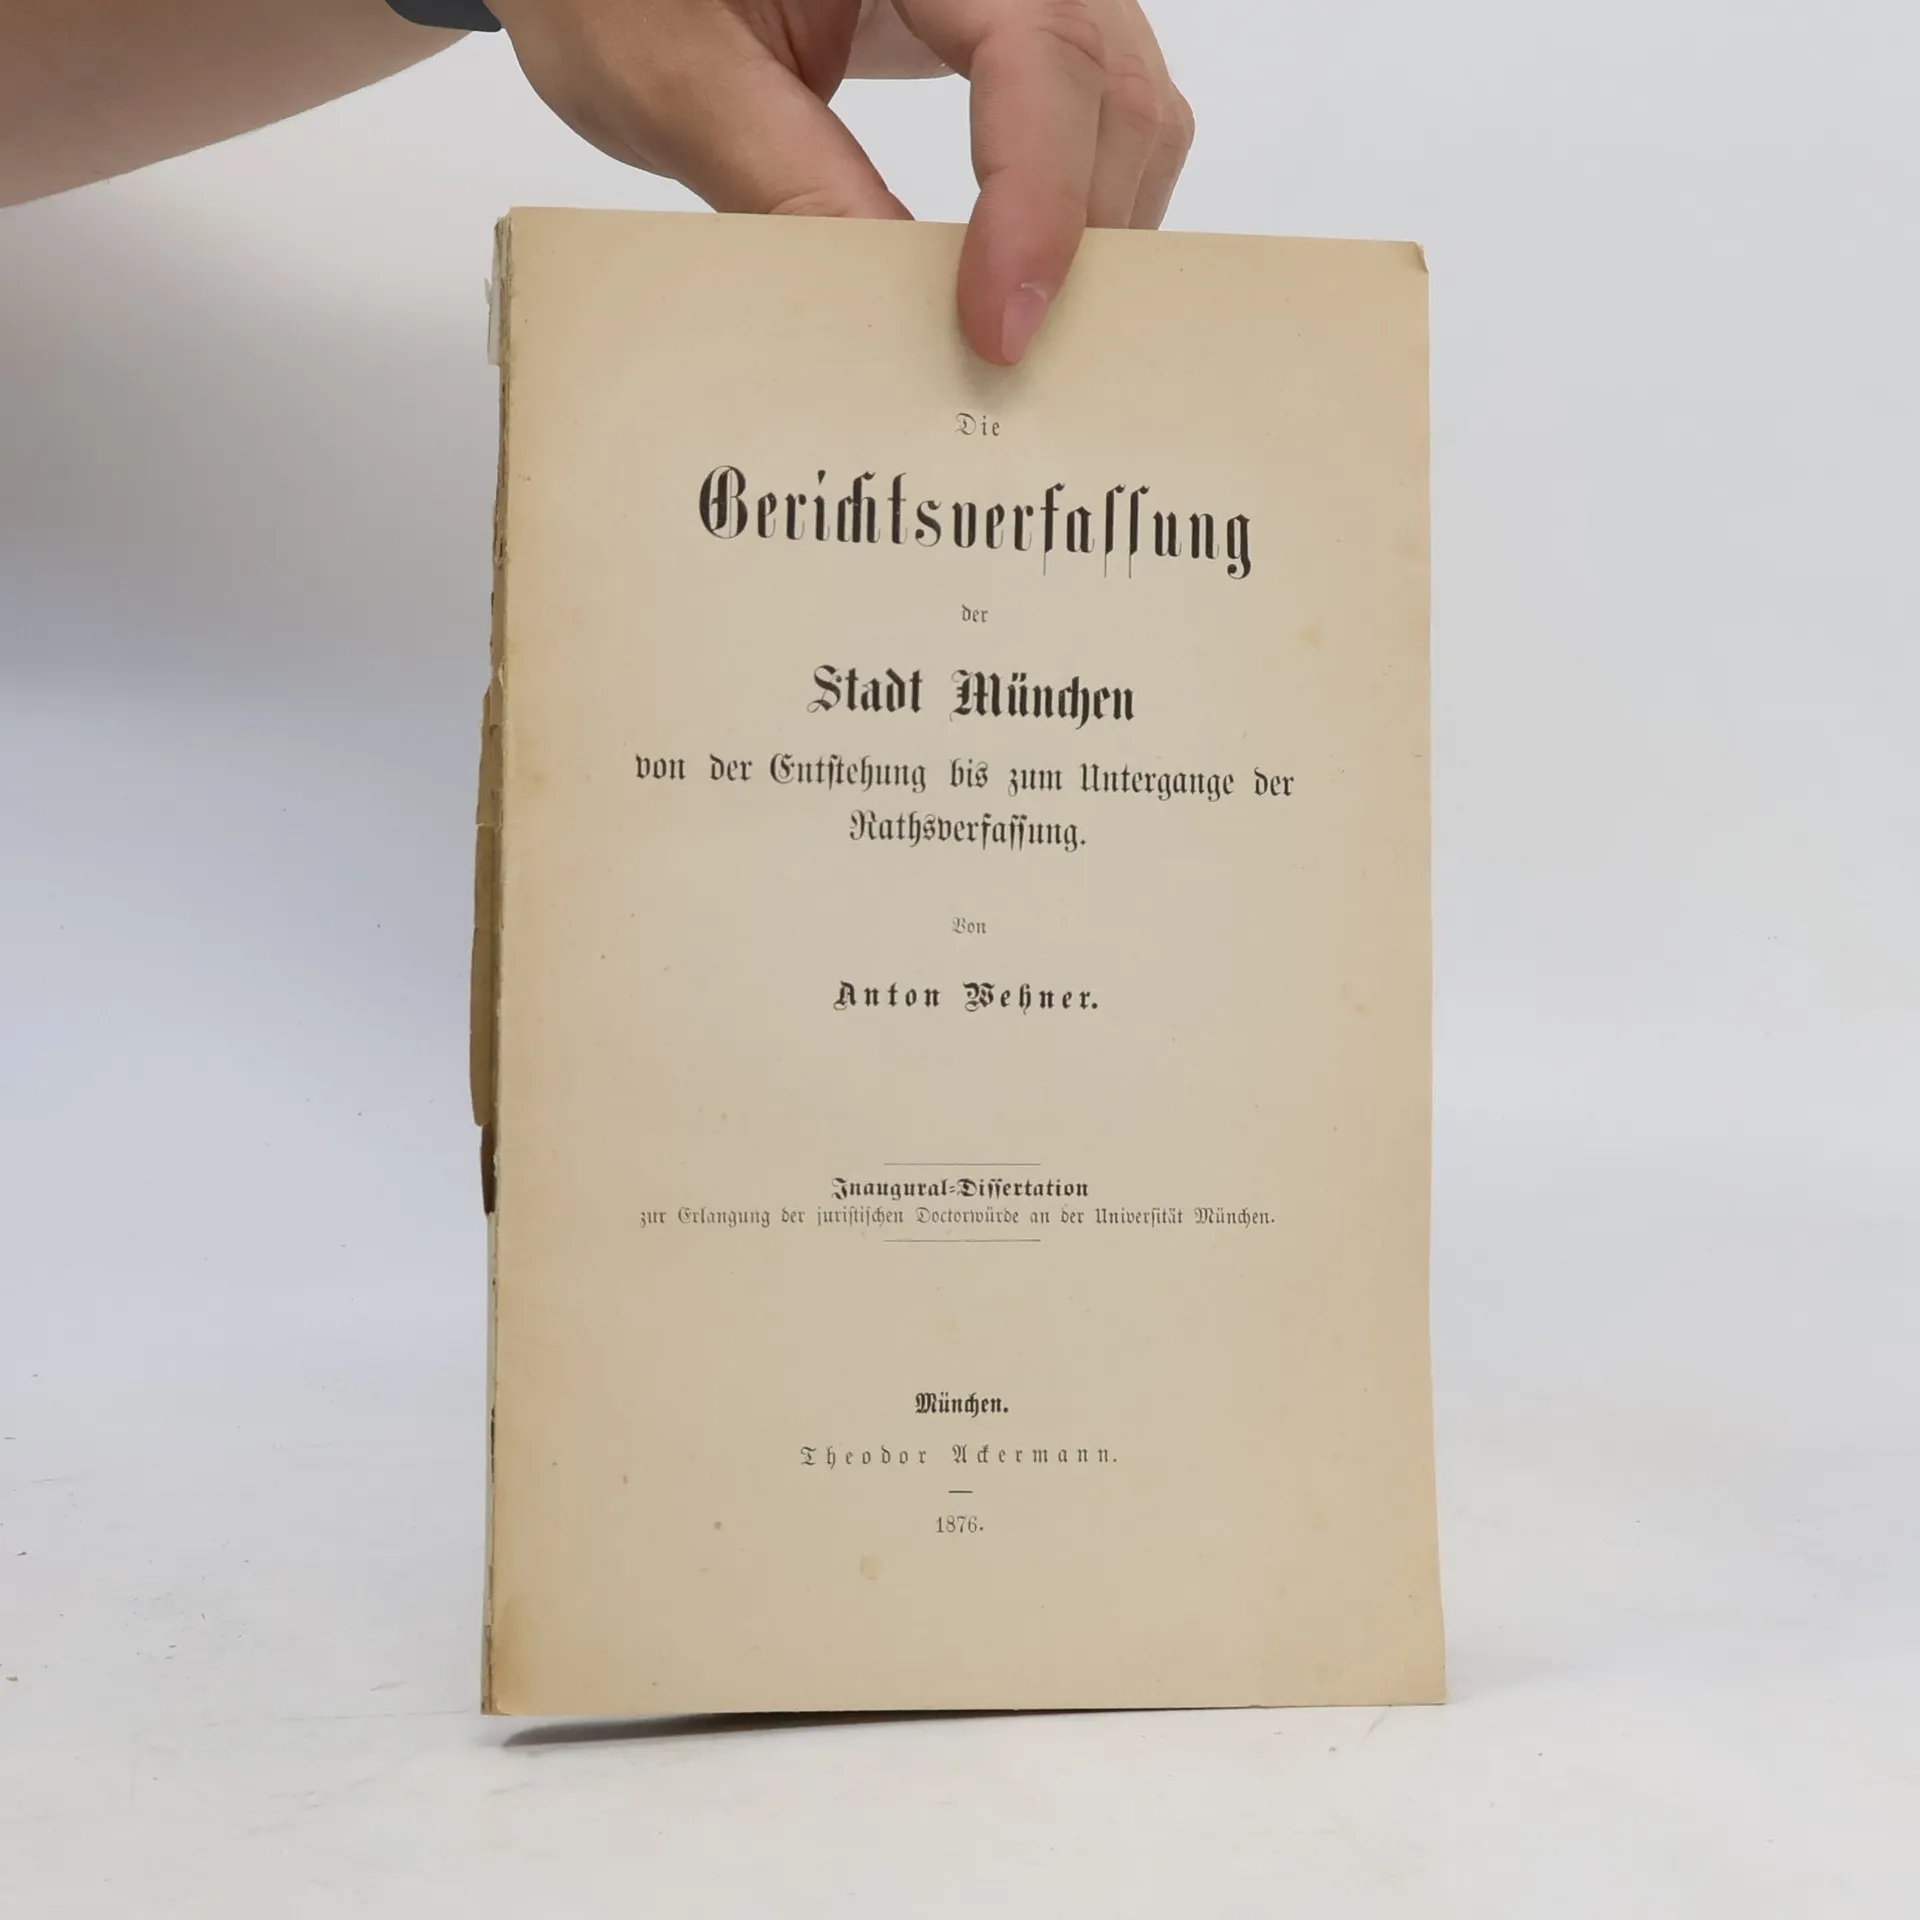 Die
Gerichtsverfassung
der
Stadt München
von der Entstehung bis zum Untergange der
Rathsverfassung.
Von
Anton Wehner.
Inaugural-Dissertation
zur Erlangung der juristischen Doctorwürde an der Universität München.
München.
Theodor Ackermann.
—
1876.